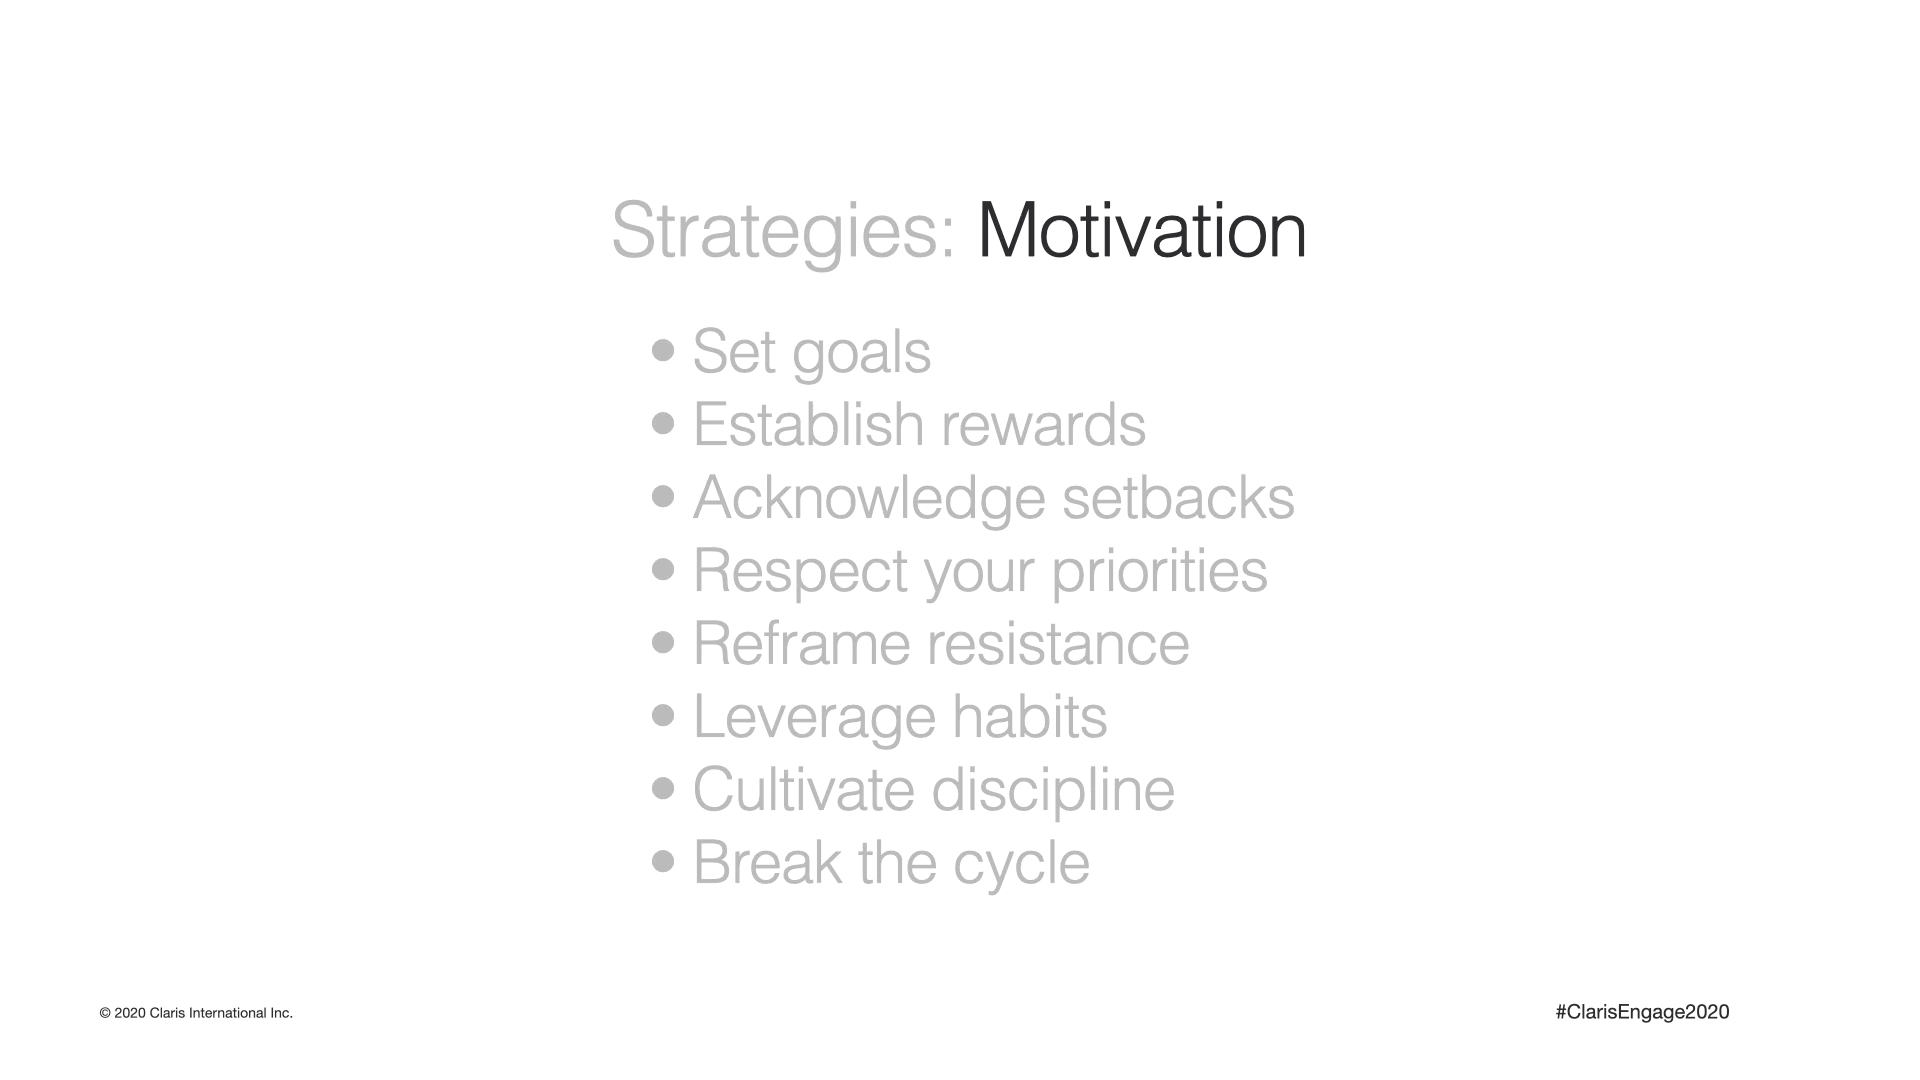 Strategies: Motivation
• Set goals
• Establish rewards
• Acknowledge setbacks
• Respect your priorities
• Reframe resistance
• Leverage habits
• Cultivate discipline
• Break the cycle
© 2020 Claris International Inc.
#ClarisEngage2020